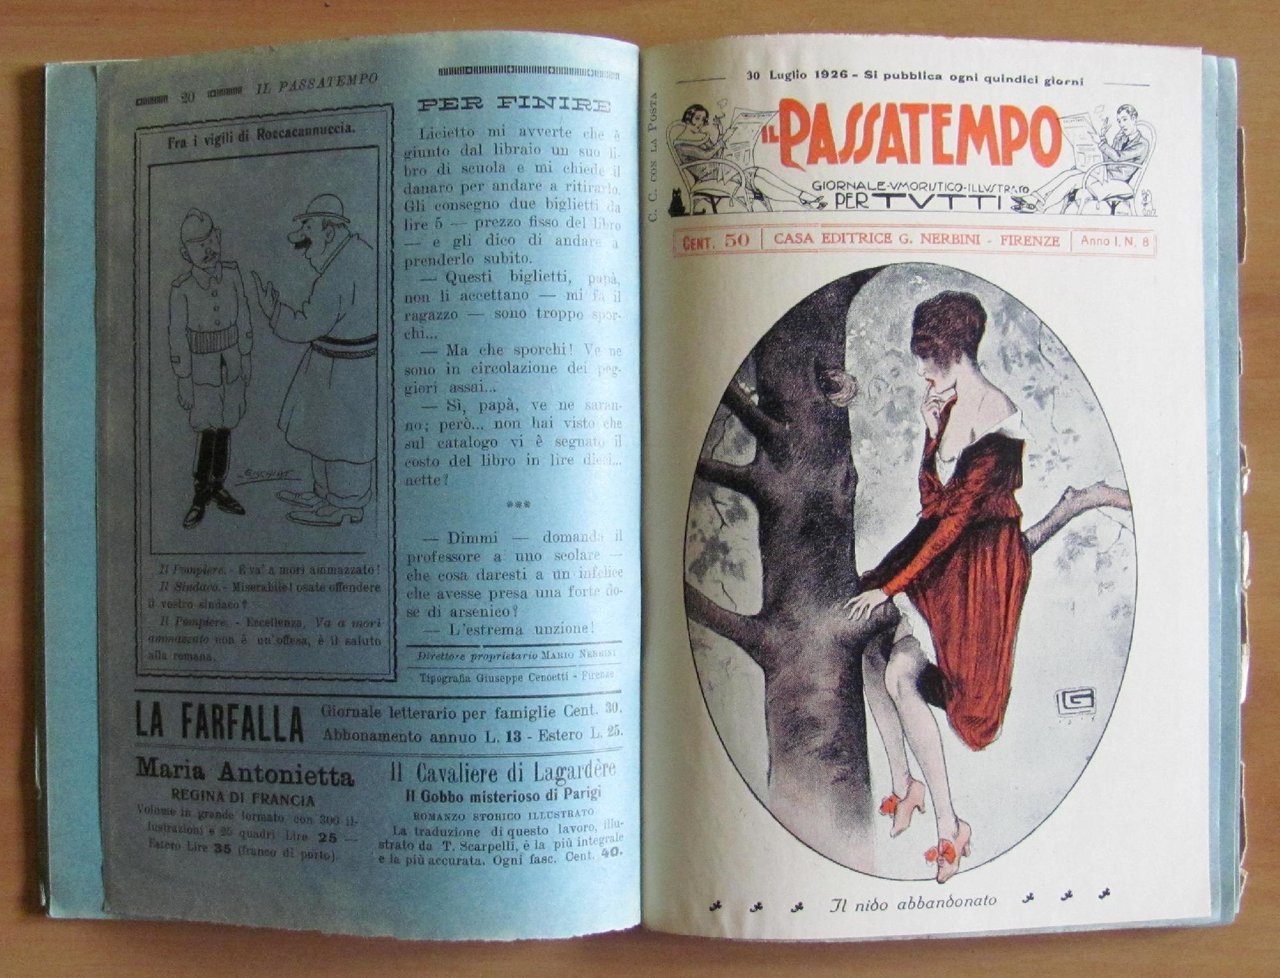 20 IL PASSATEMPO
Fra i vigili di Roccacannuccia.
Il Pompiere. - E va' a morì ammazzato!
Il Sindaco. - Miserabile! osate offendere
il vostro sindaco?
Il Pompiere. - Eccellenza, Va a morì
ammazzato non è un'offesa, è il saluto
alla romana.
PER FINIRE
Licietto mi avverte che è
giunto dal libraio un suo li-
bro di scuola e mi chiede il
danaro per andare a ritirarlo.
Gli consegno due biglietti da
lire 5 — prezzo fisso del libro
— e gli dico di andare a
prenderlo subito.
— Questi biglietti, papà,
non li accettano — mi fa il
ragazzo — sono troppo spor-
chi...
— Ma che sporchi! Ve ne
sono in circolazione dei peg-
giori assai...
— Sì, papà, ve ne saran-
no; però... non hai visto che
sul catalogo vi è segnato il
costo del libro in lire dieci...
nette?
***
— Dimmi — domanda il
professore a uno scolare —
che cosa daresti a un infelice
che avesse presa una forte do-
se di arsenico?
— L'estrema unzione!
Direttore proprietario MARIO NERBINI
Tipografia Giuseppe Cencetti - Firenze
LA FARFALLA
Giornale letterario per famiglie Cent. 30.
Abbonamento annuo L. 13 - Estero L. 25.
Maria Antonietta
REGINA DI FRANCIA
Volume in grande formato con 300 il-
lustrazioni e 25 quadri Lire 25 —
Estero Lire 35 (franco di porto)
Il Cavaliere di Lagardère
Il Gobbo misterioso di Parigi
ROMANZO STORICO ILLUSTRATO
La traduzione di questo lavoro, illu-
strato da T. Scarpelli, è la più integrale
e la più accurata. Ogni fasc. Cent. 40.
C. C. CON LA POSTA
30 Luglio 1926 - Si pubblica ogni quindici giorni
IL PASSATEMPO
GIORNALE-VMORISTICO-ILLVSTRATO
PER TVTTI
CENT. 50 | CASA EDITRICE G. NERBINI - FIRENZE | Anno I, N. 8
G
Il nido abbandonato